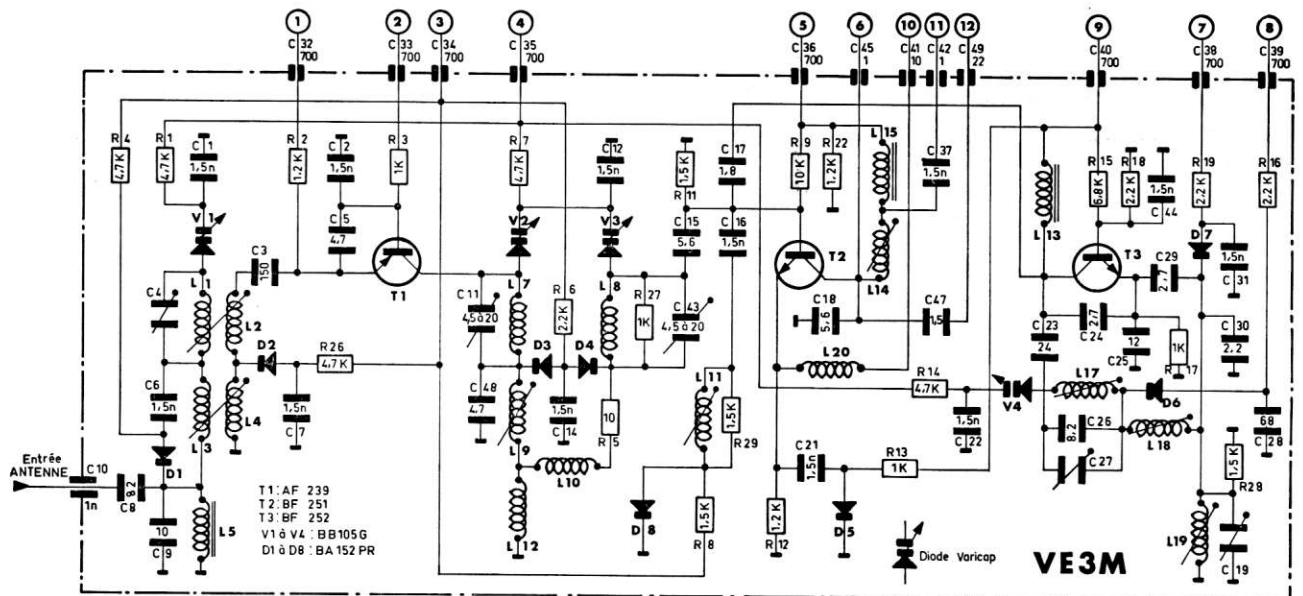 1 2 3 4 5 6 10 11 12 9 7 8
C 32 700
C 33 700
C 34 700
C 35 700
C 36 700
C 45 1
C 41 10
C 42 1
C 49 22
C 40 700
C 38 700
C 39 700
R 4 4,7K
R 1 4,7K
C 1 1,5n
R 2 1,2K
C 2 1,5n
R 3 1K
R 7 4,7K
C 12 1,5n
1,5K R 11
C 17 1,8
R 9 10K
R 22 1,2K
L 15
C 37 1,5n
L 13
R 15 6,8K
R 18 2,2K
1,5n C 44
R 19 2,2K
R 16 2,2K
V 1
C 3 150
C 5 4,7
T 1
V 2
V 3
C 15 5,6
C 16 1,5n
T 2
L 14
T 3
C 29 2,7
D 7
1,5n C 31
C 4
L 1
L 2
C 11 4,5 à 20
L 7
R 6 2,2K
L 8
R 27 1K
C 43 4,5 à 20
C 18 5,6
C 47 1,5
C 23 24
C 24 2,7
C 25 12
1K R 17
C 30 2,2
D 2
R 26 4,7K
D 3
D 4
L 20
C 6 1,5n
L 3
L 4
1,5n C 7
C 48 4,7
L 9
1,5n C 14
10 R 5
L 11
1,5K R 29
R 14 4,7K
1,5n C 22
V 4
L 17
D 6
8,2 C 26
L 18
C 27
68 C 28
Entrée
ANTENNE
C 10 1n
C 8 8,2
D 1
10 C 9
L 5
L 10
L 12
D 8
1,5K R 8
C 21 1,5n
R 13 1K
1,2K R 12
D 5
1,5K R 28
L 19
C 19
T1: AF 239
T2: BF 251
T3: BF 252
V1 à V4: BB105G
D1 à D8: BA152PR
Diode Varicap
VE3M